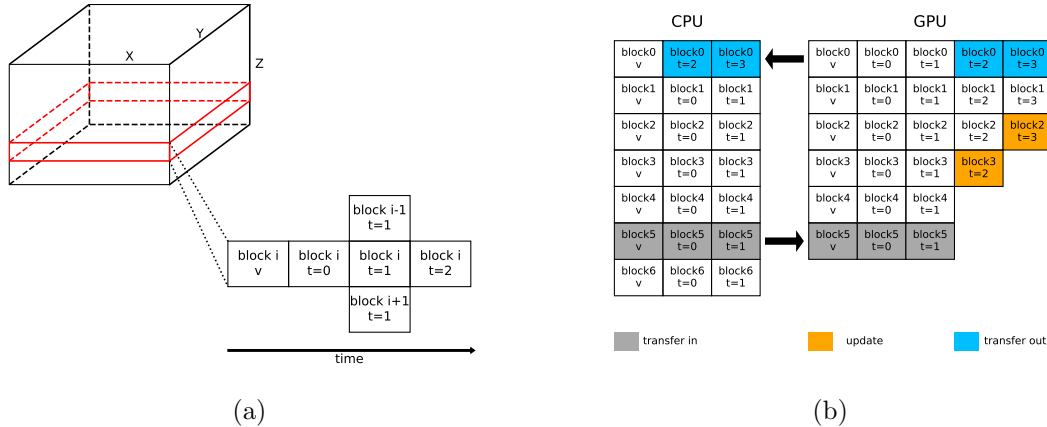 X
Y
Z
block i-1
t=1
block i
v
block i
t=0
block i
t=1
block i
t=2
block i+1
t=1
time
(a)
CPU
GPU
block0
v
block0
t=2
block0
t=3
block1
v
block1
t=0
block1
t=1
block2
v
block2
t=0
block2
t=1
block3
v
block3
t=0
block3
t=1
block4
v
block4
t=0
block4
t=1
block5
v
block5
t=0
block5
t=1
block6
v
block6
t=0
block6
t=1
block0
v
block0
t=0
block0
t=1
block0
t=2
block0
t=3
block1
v
block1
t=0
block1
t=1
block1
t=2
block1
t=3
block2
v
block2
t=0
block2
t=1
block2
t=2
block2
t=3
block3
v
block3
t=0
block3
t=1
block3
t=2
block4
v
block4
t=0
block4
t=1
block5
v
block5
t=0
block5
t=1
transfer in
update
transfer out
(b)